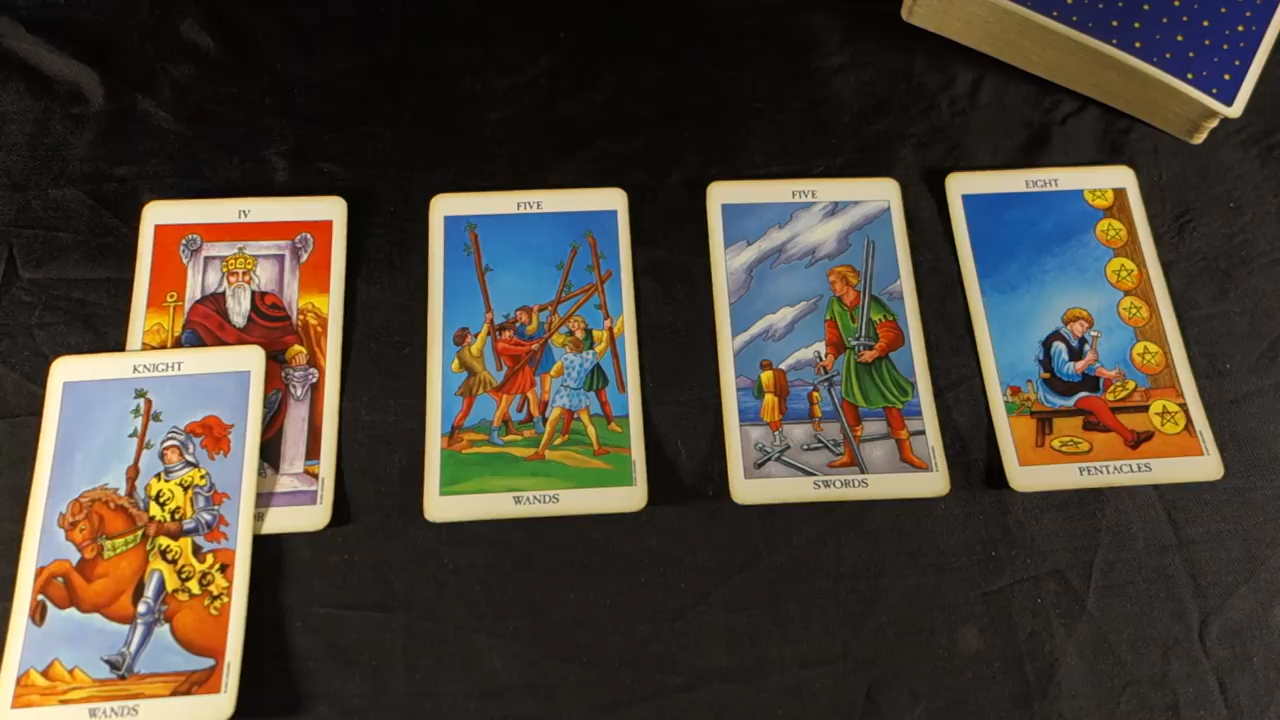 IV
KNIGHT
WANDS
FIVE
WANDS
FIVE
SWORDS
EIGHT
PENTACLES